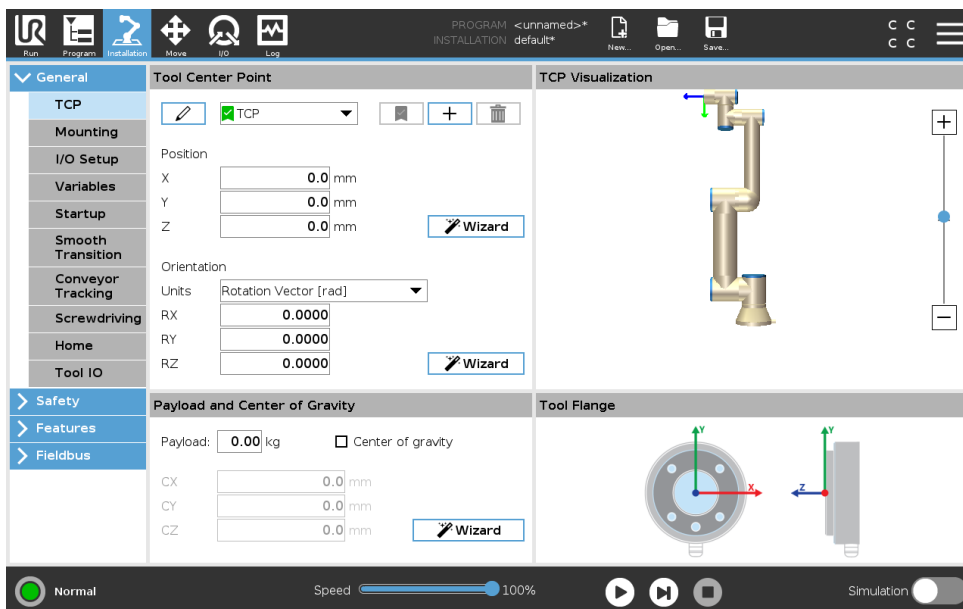 UR
Run
Program
Installation
Move
I/O
Log
PROGRAM <unnamed>*
INSTALLATION default*
New...
Open...
Save...
C C
C C
General
TCP
Mounting
I/O Setup
Variables
Startup
Smooth
Transition
Conveyor
Tracking
Screwdriving
Home
Tool IO
Safety
Features
Fieldbus
Tool Center Point
TCP
Position
X 0.0 mm
Y 0.0 mm
Z 0.0 mm
Wizard
Orientation
Units Rotation Vector [rad]
RX 0.0000
RY 0.0000
RZ 0.0000
Wizard
TCP Visualization
Payload and Center of Gravity
Payload: 0.00 kg Center of gravity
CX 0.0 mm
CY 0.0 mm
CZ 0.0 mm
Wizard
Tool Flange
Y
X
Y
Z
Normal
Speed 100%
Simulation